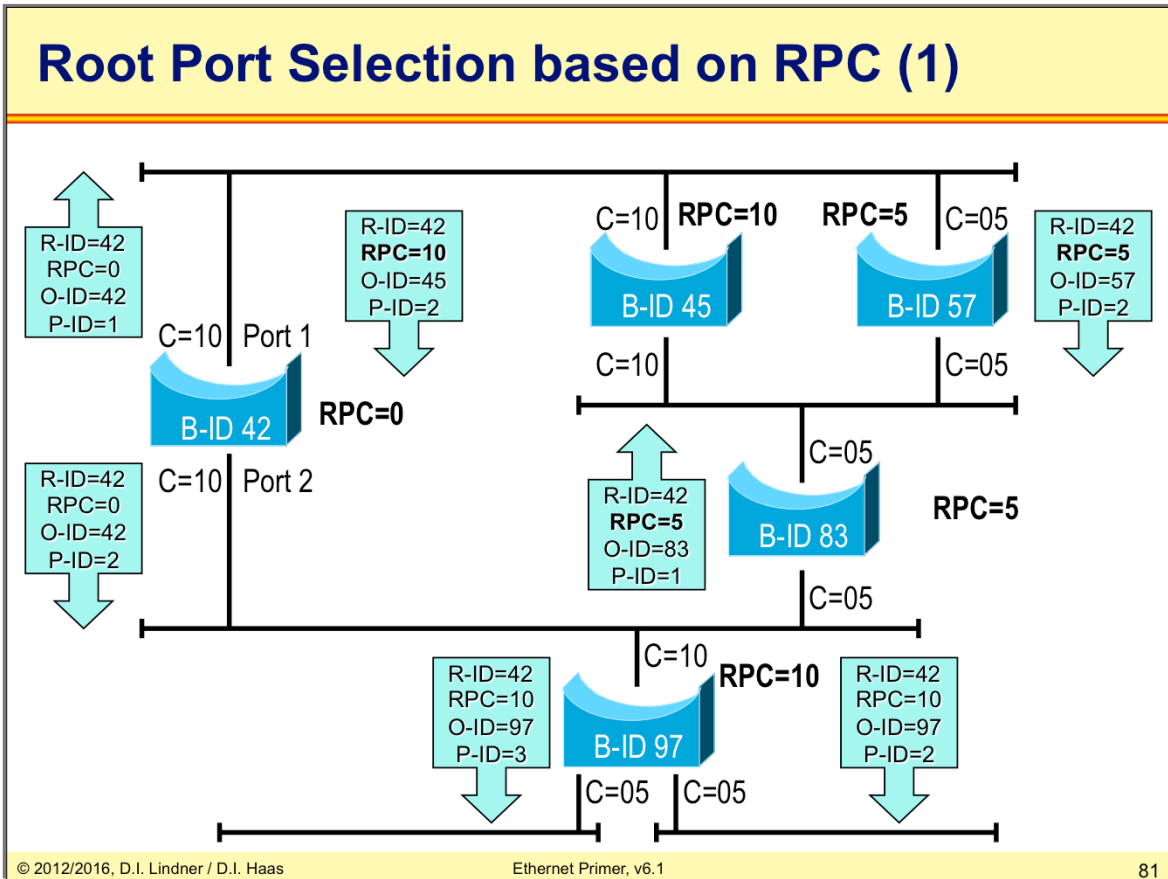 Root Port Selection based on RPC (1)
R-ID=42
RPC=0
O-ID=42
P-ID=1
R-ID=42
RPC=10
O-ID=45
P-ID=2
C=10
RPC=10
RPC=5
C=05
R-ID=42
RPC=5
O-ID=57
P-ID=2
B-ID 45
B-ID 57
C=10
Port 1
C=10
C=05
B-ID 42
RPC=0
C=10
Port 2
R-ID=42
RPC=0
O-ID=42
P-ID=2
C=05
R-ID=42
RPC=5
O-ID=83
P-ID=1
B-ID 83
RPC=5
C=05
C=10
RPC=10
R-ID=42
RPC=10
O-ID=97
P-ID=3
B-ID 97
R-ID=42
RPC=10
O-ID=97
P-ID=2
C=05
C=05
© 2012/2016, D.I. Lindner / D.I. Haas
Ethernet Primer, v6.1
81